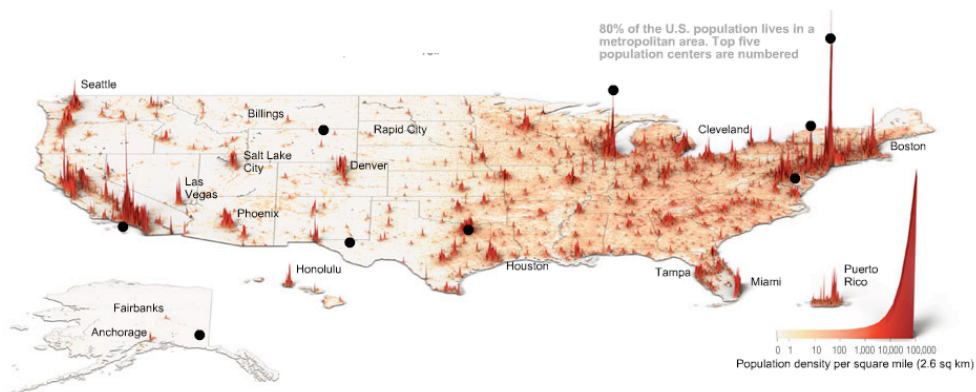 80% of the U.S. population lives in a
metropolitan area. Top five
population centers are numbered
Seattle
Billings
Rapid City
Cleveland
Boston
Salt Lake
City
Denver
Las
Vegas
Phoenix
Houston
Honolulu
Tampa
Miami
Puerto
Rico
Fairbanks
Anchorage
0 1 10 100 1,000 10,000 100,000
Population density per square mile (2.6 sq km)